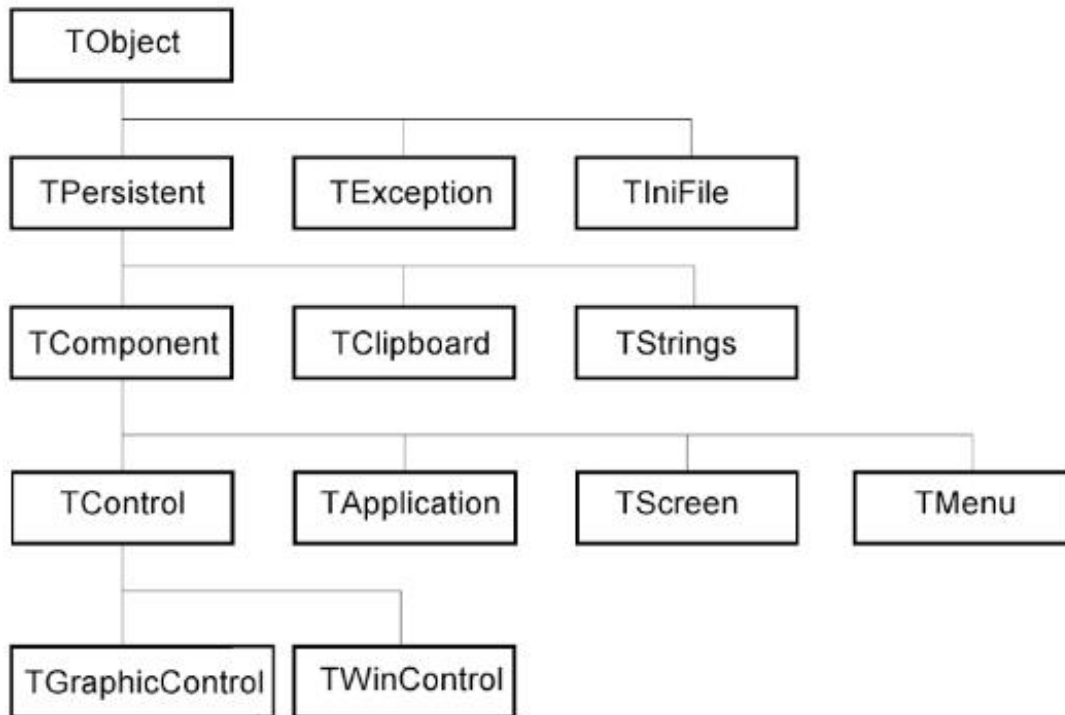 TObject
TPersistent
TException
TIniFile
TComponent
TClipboard
TStrings
TControl
TApplication
TScreen
TMenu
TGraphicControl
TWinControl